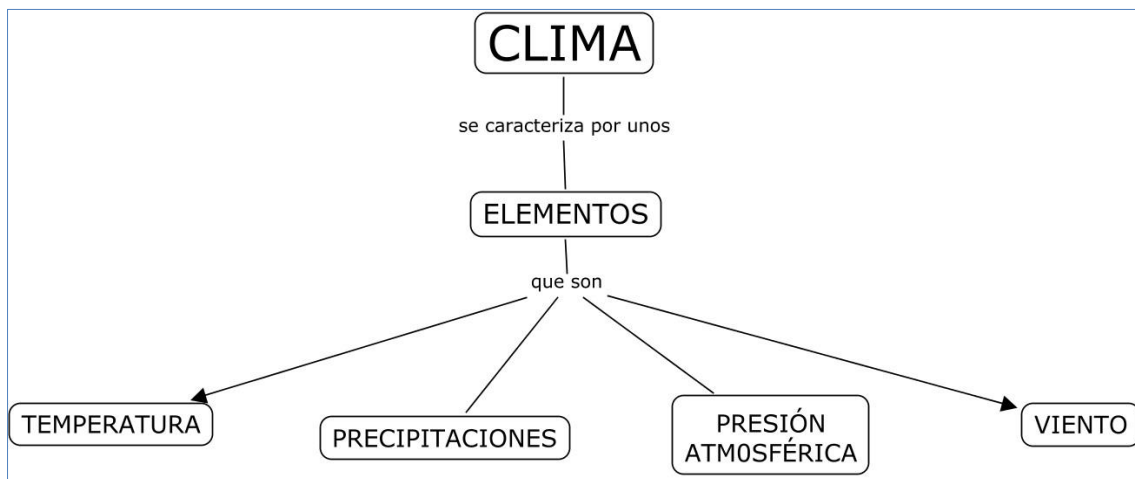 CLIMA
se caracteriza por unos
ELEMENTOS
que son
TEMPERATURA
PRECIPITACIONES
PRESIÓN
ATM0SFÉRICA
VIENTO